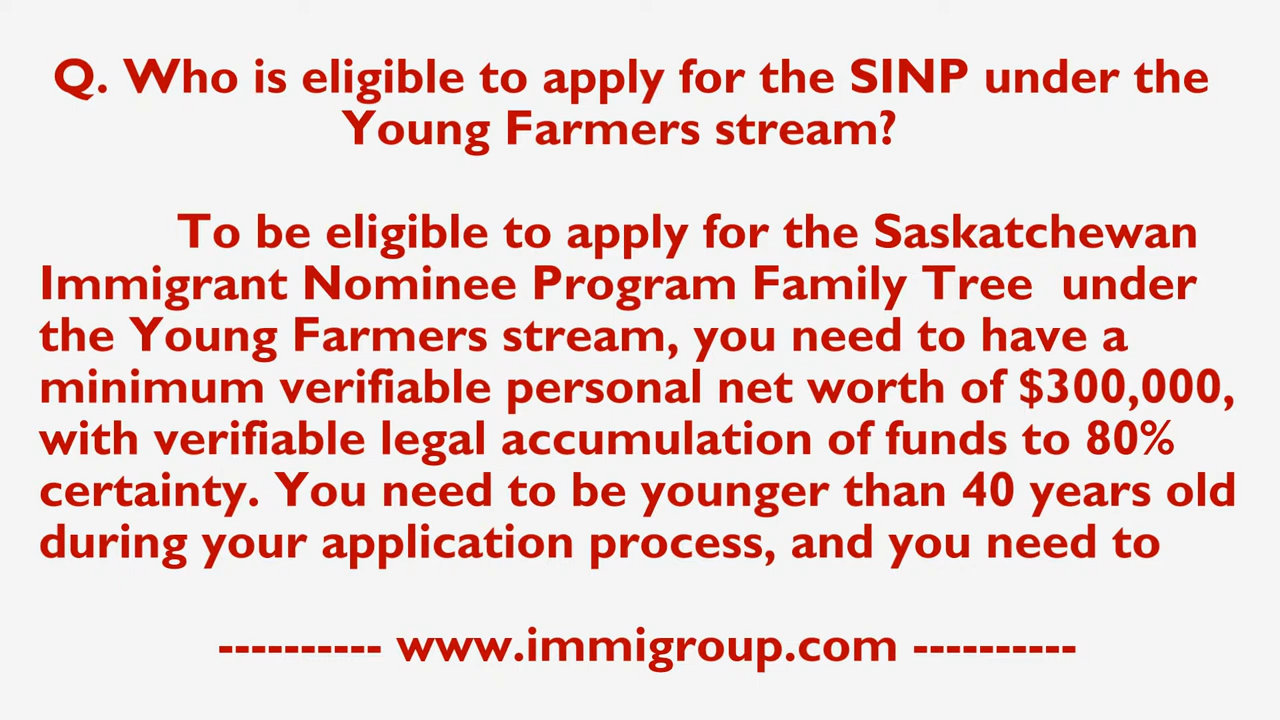 Q. Who is eligible to apply for the SINP under the
Young Farmers stream?
To be eligible to apply for the Saskatchewan
Immigrant Nominee Program Family Tree under
the Young Farmers stream, you need to have a
minimum verifiable personal net worth of $300,000,
with verifiable legal accumulation of funds to 80%
certainty. You need to be younger than 40 years old
during your application process, and you need to
---------- www.immigroup.com ----------